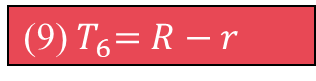 (9) T₆= R − r